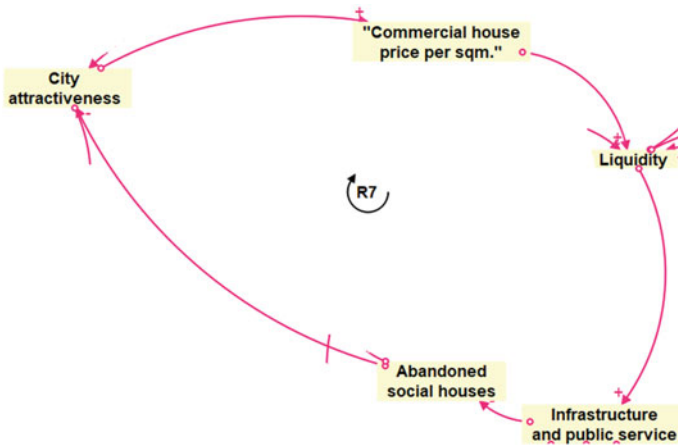 "Commercial house
price per sqm."
City
attractiveness
Liquidity
R7
Abandoned
social houses
Infrastructure
and public service
+
+
+
-
-